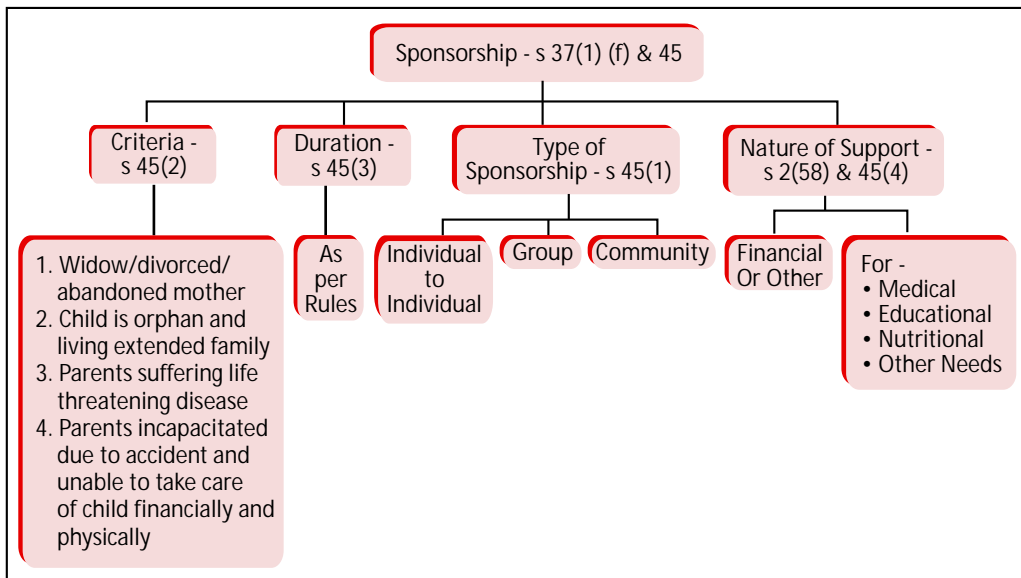 Sponsorship - s 37(1) (f) & 45
Criteria -
s 45(2)
Duration -
s 45(3)
Type of
Sponsorship - s 45(1)
Nature of Support -
s 2(58) & 45(4)
1. Widow/divorced/
abandoned mother
2. Child is orphan and
living extended family
3. Parents suffering life
threatening disease
4. Parents incapacitated
due to accident and
unable to take care
of child financially and
physically
As
per
Rules
Individual
to
Individual
Group
Community
Financial
Or Other
For -
• Medical
• Educational
• Nutritional
• Other Needs